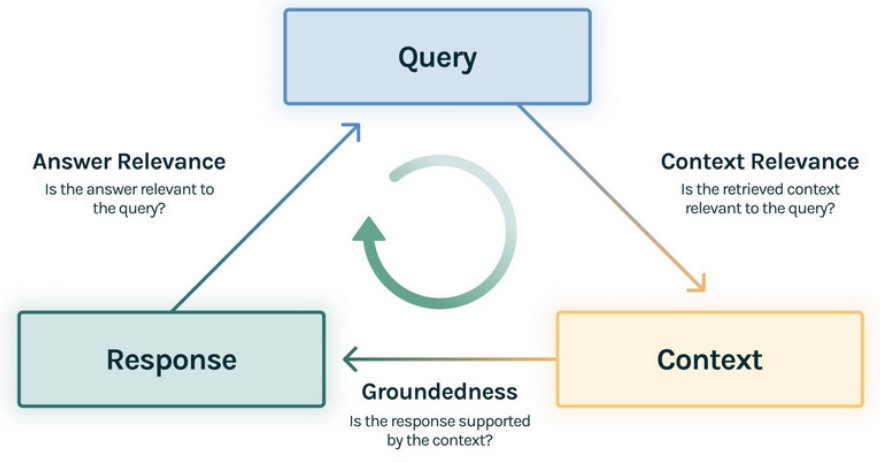 Query
Answer Relevance
Is the answer relevant to
the query?
Context Relevance
Is the retrieved context
relevant to the query?
Response
Context
Groundedness
Is the response supported
by the context?